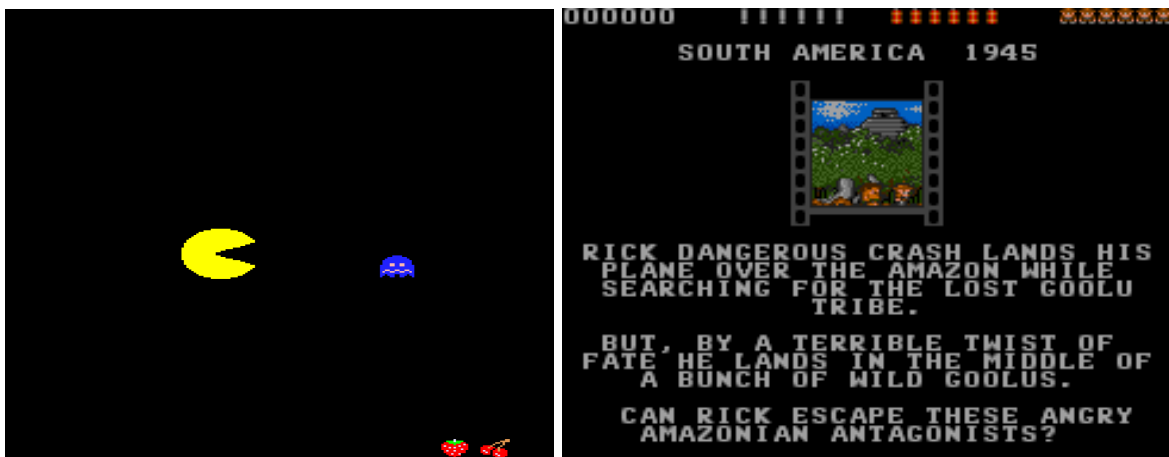 000000
SOUTH AMERICA 1945
RICK DANGEROUS CRASH LANDS HIS
PLANE OVER THE AMAZON WHILE
SEARCHING FOR THE LOST GOOLU
TRIBE.
BUT, BY A TERRIBLE TWIST OF
FATE HE LANDS IN THE MIDDLE OF
A BUNCH OF WILD GOOLUS.
CAN RICK ESCAPE THESE ANGRY
AMAZONIAN ANTAGONISTS?